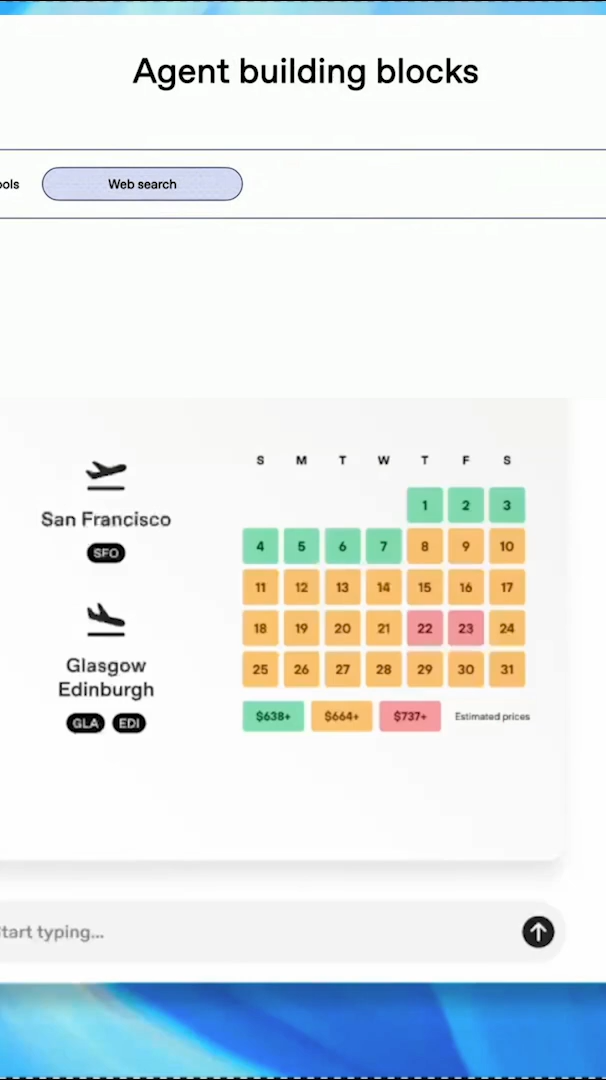 Agent building blocks
ools
Web search
San Francisco
SFO
Glasgow
Edinburgh
GLA EDI
S M T W T F S
1 2 3
4 5 6 7 8 9 10
11 12 13 14 15 16 17
18 19 20 21 22 23 24
25 26 27 28 29 30 31
$638+ $664+ $737+ Estimated prices
tart typing...